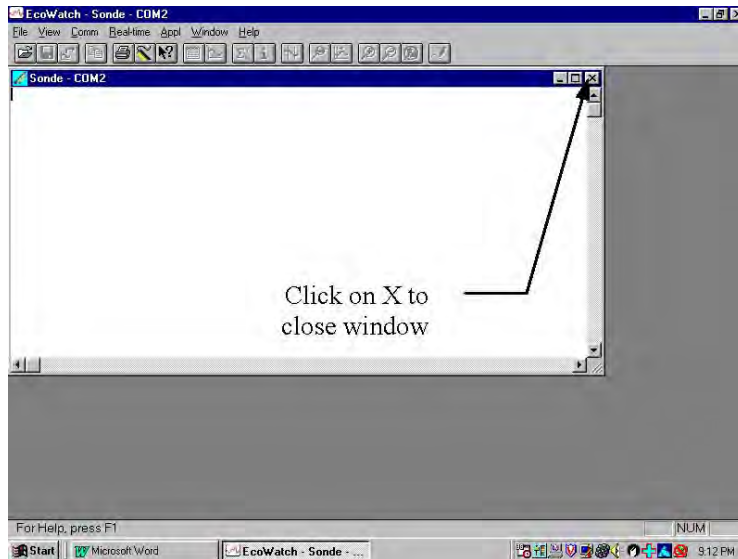 EcoWatch - Sonde - COM2
File View Comm Real-time Appl Window Help
Sonde - COM2
Click on X to
close window
For Help, press F1
NUM
Start
Microsoft Word
EcoWatch - Sonde - ...
9:12 PM